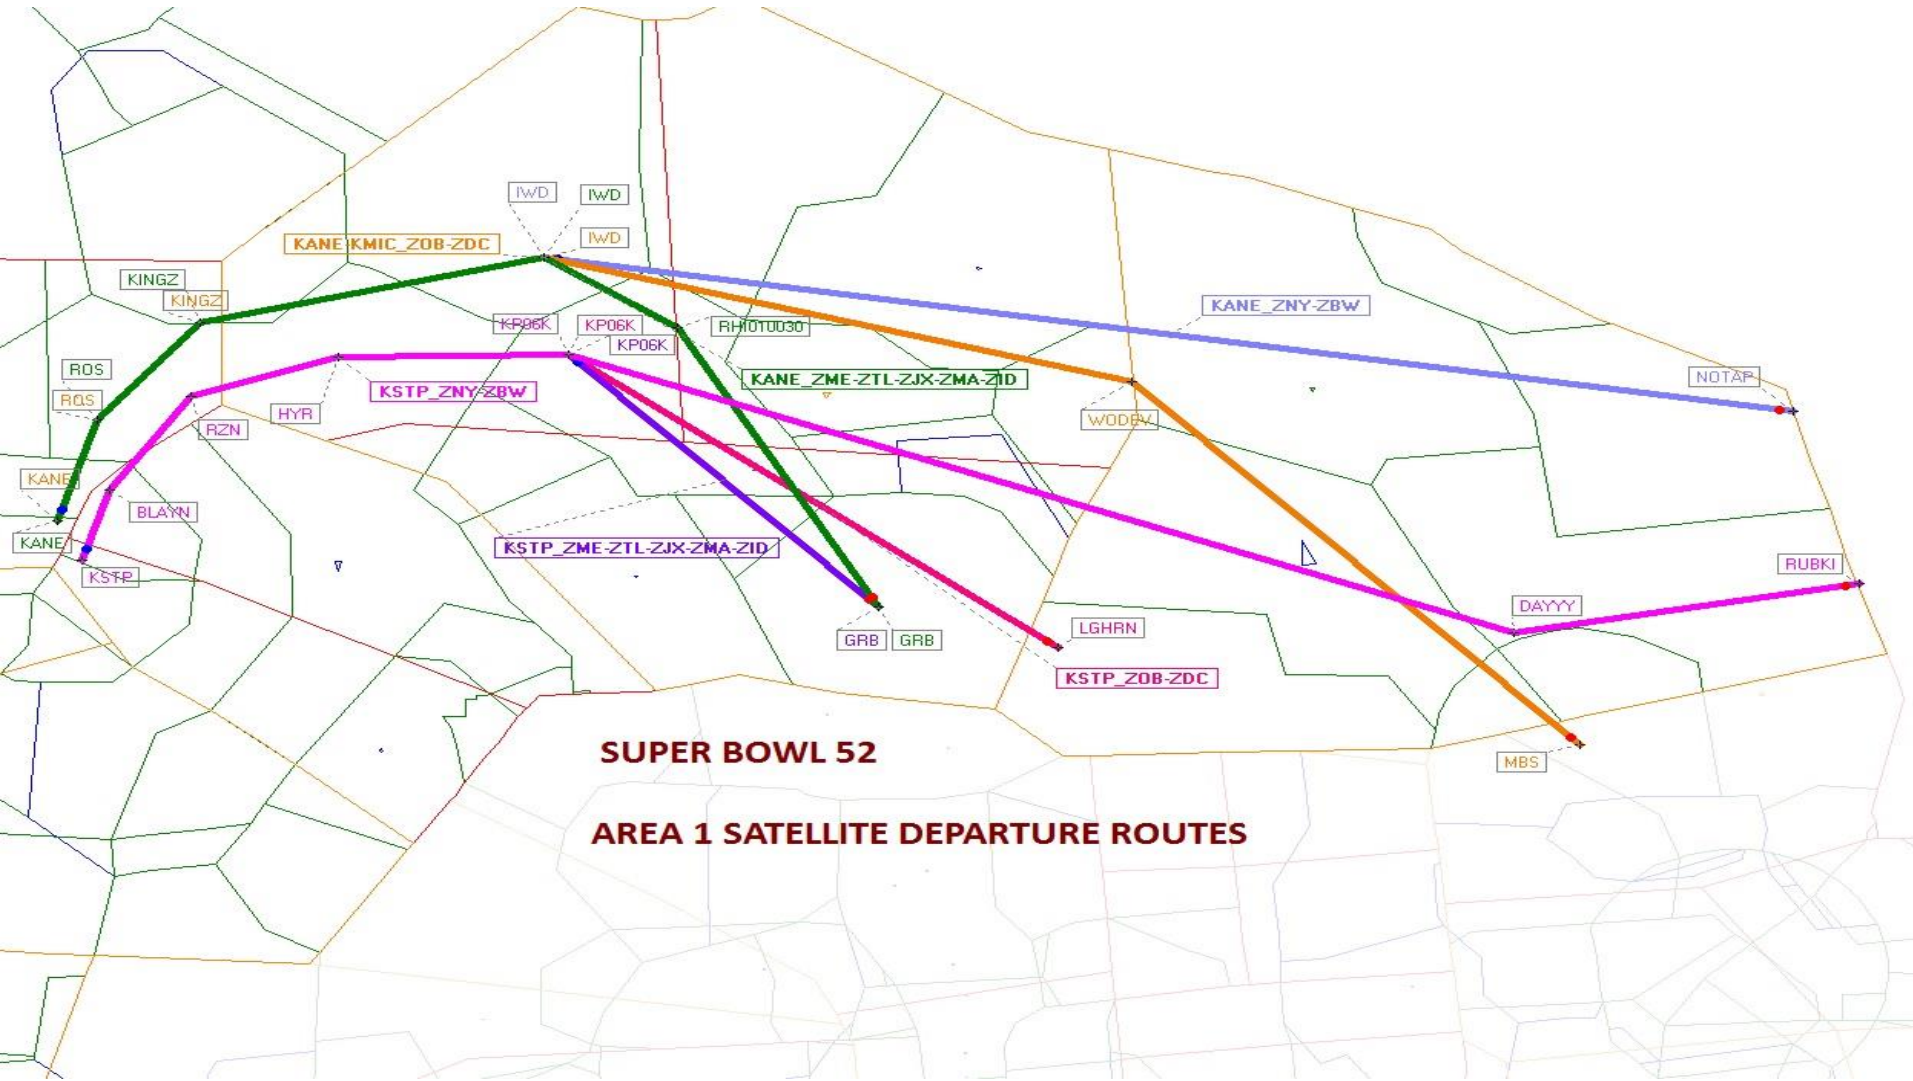 IWD
IWD
IWD
KANE KMIC_ZOB-ZDC
KINGZ
KINGZ
KANE_ZNY-ZBW
KP06K
KP06K
KP06K
RHI010030
ROS
ROS
KSTP_ZNY-ZBW
KANE_ZME-ZTL-ZJX-ZMA-ZID
NOTAP
HYR
RZN
WODEV
KANE
BLAYN
KANE
KSTP
KSTP_ZME-ZTL-ZJX-ZMA-ZID
RUBKI
DAYYY
GRB
GRB
LGHRN
KSTP_ZOB-ZDC
MBS
SUPER BOWL 52
AREA 1 SATELLITE DEPARTURE ROUTES